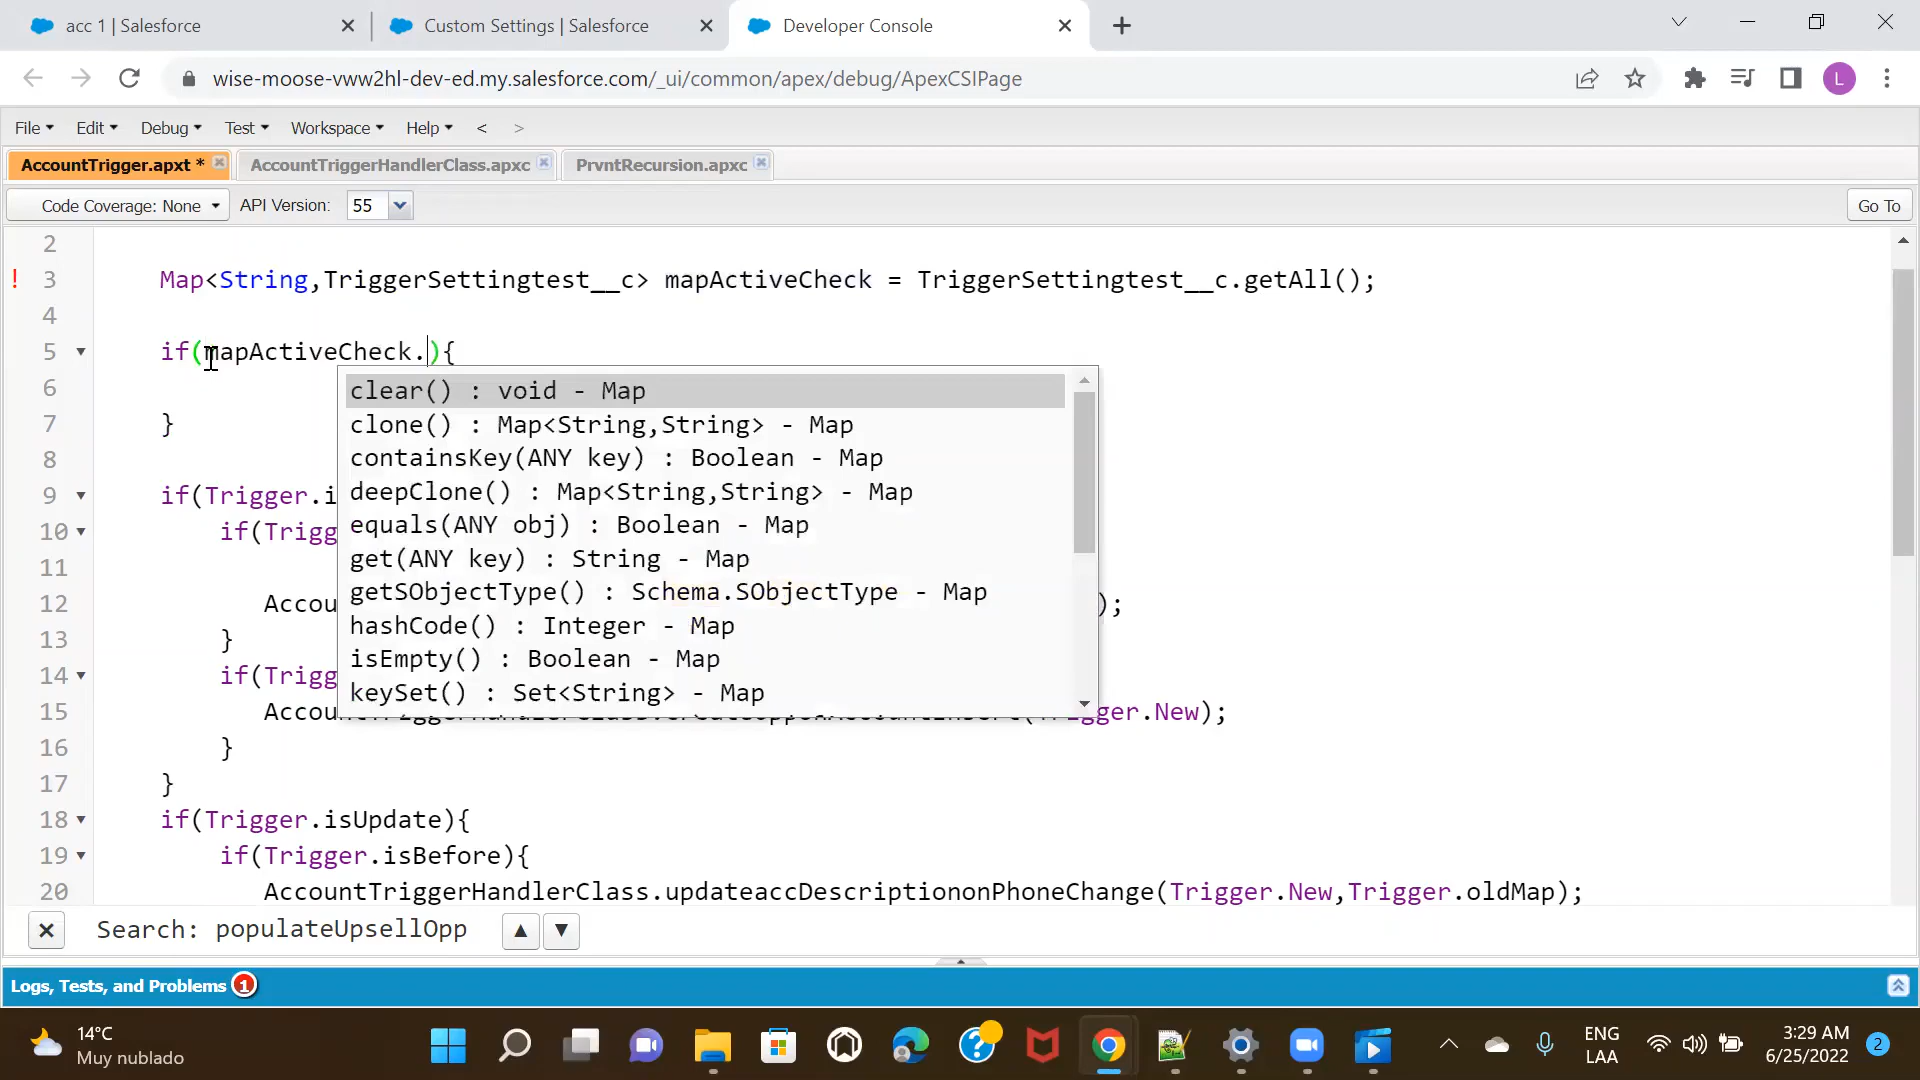 acc 1 | Salesforce
Custom Settings | Salesforce
Developer Console
wise-moose-vww2hl-dev-ed.my.salesforce.com/_ui/common/apex/debug/ApexCSIPage
L
File Edit Debug Test Workspace Help < >
AccountTrigger.apxt *
AccountTriggerHandlerClass.apxc
PrvntRecursion.apxc
Code Coverage: None API Version: 55 Go To
2
! 3 Map<String,TriggerSettingtest__c> mapActiveCheck = TriggerSettingtest__c.getAll();
4
5 if(mapActiveCheck.){
6
7 }
8
9 if(Trigger.i
10 if(Trigg
11
12 Accou );
13 }
14 if(Trigg
15 Accou gger.New);
16 }
17 }
18 if(Trigger.isUpdate){
19 if(Trigger.isBefore){
20 AccountTriggerHandlerClass.updateaccDescriptiononPhoneChange(Trigger.New,Trigger.oldMap);
clear() : void - Map
clone() : Map<String,String> - Map
containsKey(ANY key) : Boolean - Map
deepClone() : Map<String,String> - Map
equals(ANY obj) : Boolean - Map
get(ANY key) : String - Map
getSObjectType() : Schema.SObjectType - Map
hashCode() : Integer - Map
isEmpty() : Boolean - Map
keySet() : Set<String> - Map
Search: populateUpsellOpp
Logs, Tests, and Problems 1
14°C
Muy nublado
ENG
LAA
3:29 AM
6/25/2022
2